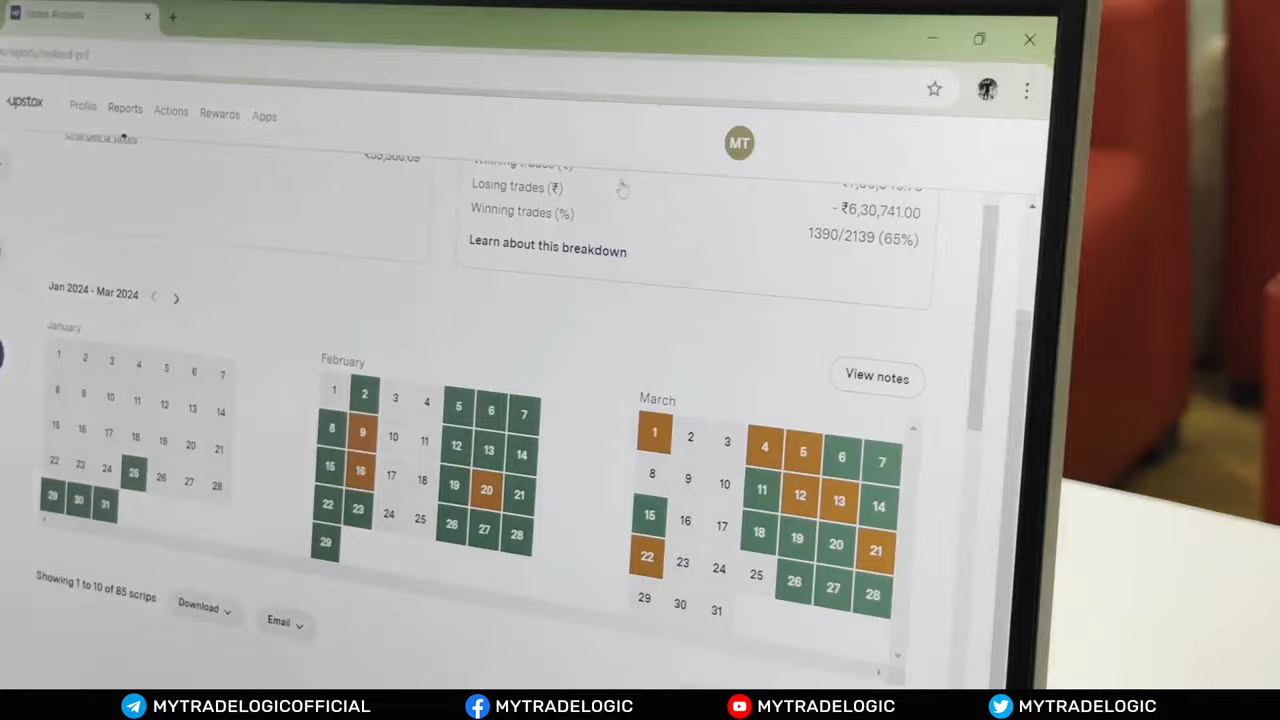 Upstox Accounts
upstox Profile Reports Actions Rewards Apps
MT
Losing trades (₹) - ₹6,30,741.00
Winning trades (%) 1390/2139 (65%)
Learn about this breakdown
Jan 2024 - Mar 2024
View notes
January
1 2 3 4 5 6 7
8 9 10 11 12 13 14
15 16 17 18 19 20 21
22 23 24 25 26 27 28
29 30 31
February
1 2 3 4 5 6 7
8 9 10 11 12 13 14
15 16 17 18 19 20 21
22 23 24 25 26 27 28
29
March
1 2 3 4 5 6 7
8 9 10 11 12 13 14
15 16 17 18 19 20 21
22 23 24 25 26 27 28
29 30 31
Showing 1 to 10 of 85 scrips
Download
Email
MYTRADELOGICOFFICIAL MYTRADELOGIC MYTRADELOGIC MYTRADELOGIC